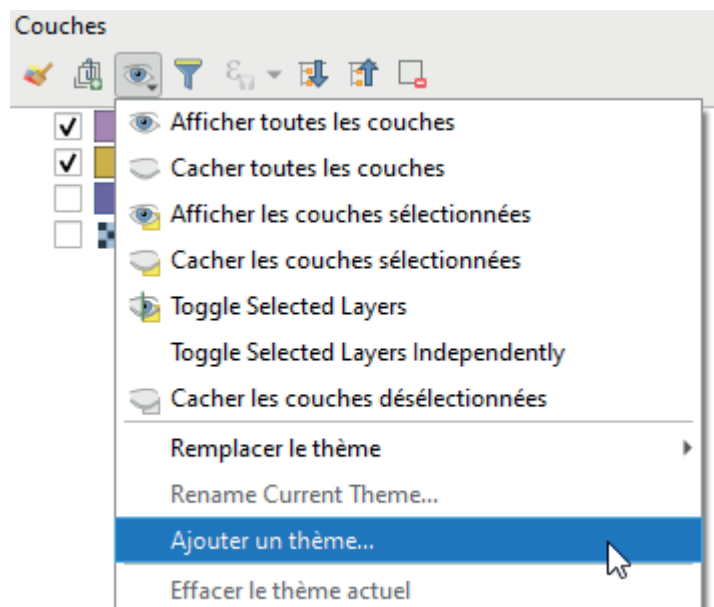 Couches
Afficher toutes les couches
Cacher toutes les couches
Afficher les couches sélectionnées
Cacher les couches sélectionnées
Toggle Selected Layers
Toggle Selected Layers Independently
Cacher les couches désélectionnées
Remplacer le thème
Rename Current Theme...
Ajouter un thème...
Effacer le thème actuel